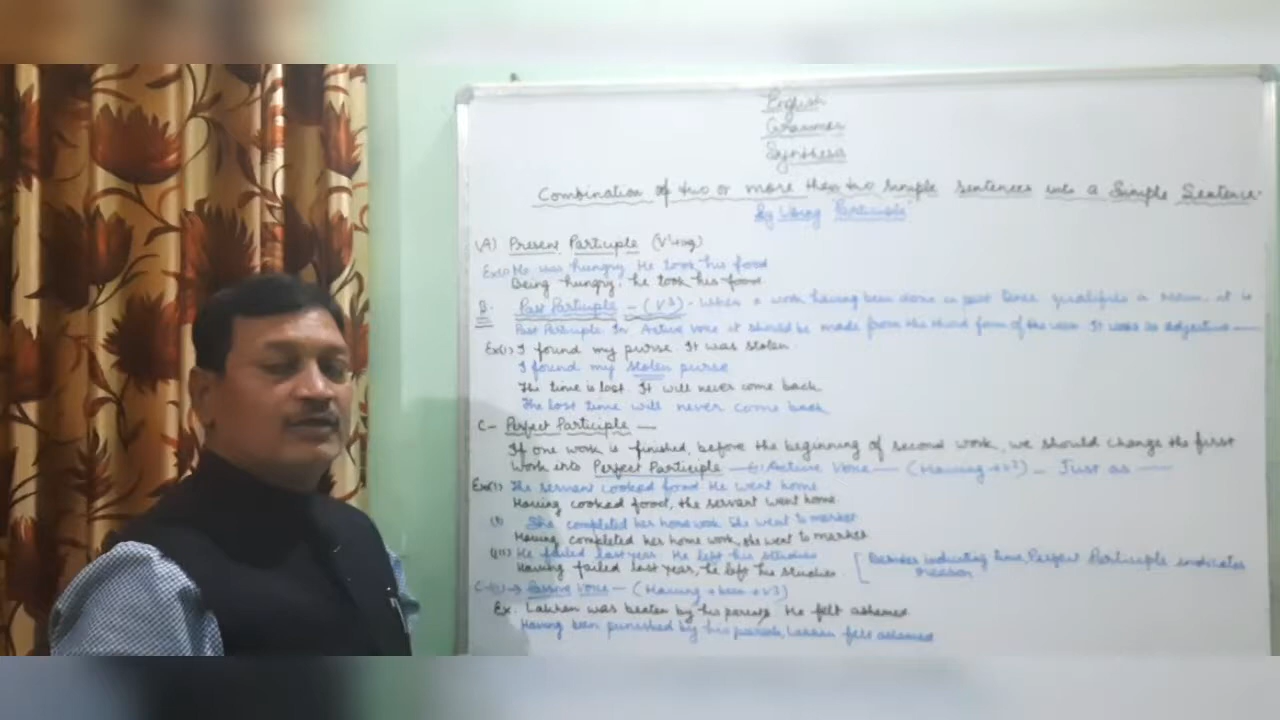 English
Grammar
Synthesis
Combination of two or more than two simple sentences into a Simple Sentence.
By Using Participle
(A) Present Participle (V1+ing)
Ex(1) He was hungry. He took his food
Being hungry, he took his food.
B. Past Participle - (V3) - When a work having been done in past time qualifies a noun, it is
Past Participle. In Active Voice it should be made from the third form of the verb. It works as adjective —
Ex(1) I found my purse. It was stolen.
I found my stolen purse
The time is lost. It will never come back
The lost time will never come back
C- Perfect Participle —
If one work is finished, before the beginning of second work, we should change the first
work into Perfect Participle — Active Voice — (Having+V3) — Just as —
Ex(1) The servant cooked food. He went home.
Having cooked food, the servant went home.
She completed her home work. She went to market
Having completed her home work, she went to market
(iii) He failed last year. He left his studies
Having failed last year, he left his studies.
[Besides indicating time, Perfect Participle indicates
reason
Passive Voice — (Having + been + V3)
Ex. Lakhan was beaten by his parents. He felt ashamed
Having been punished by his parents, Lakhan felt ashamed